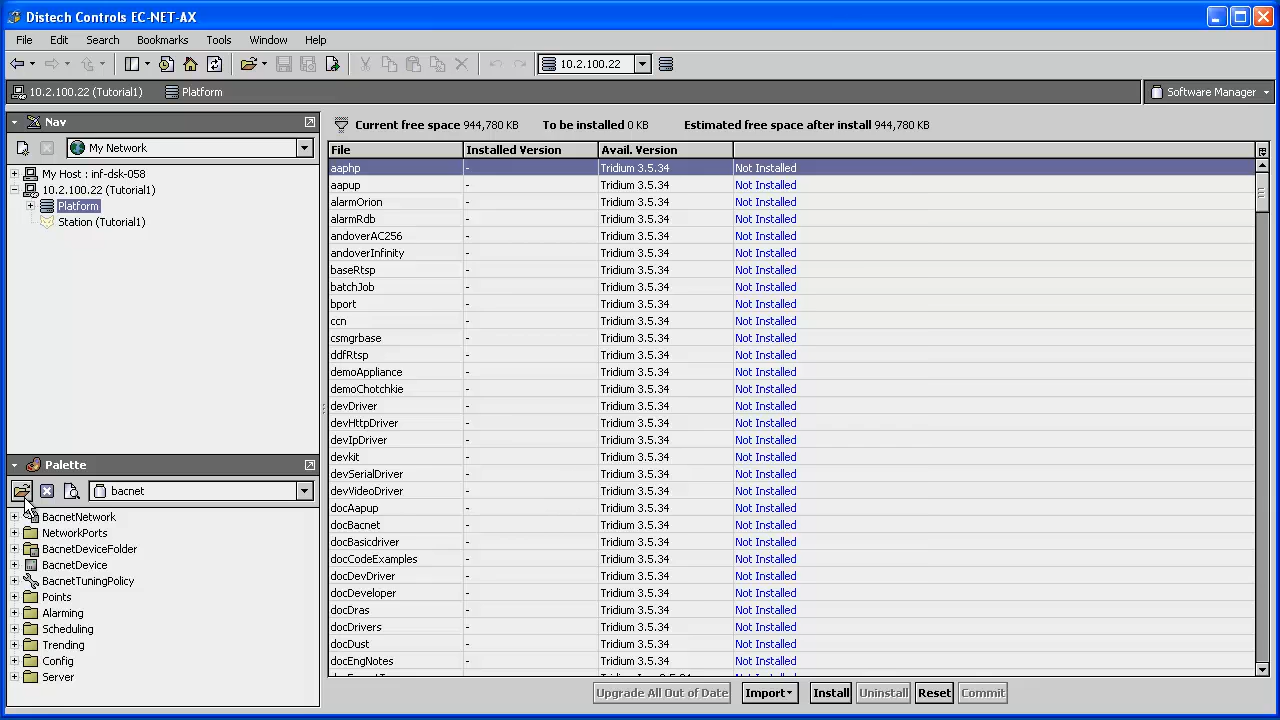 Distech Controls EC-NET-AX
File Edit Search Bookmarks Tools Window Help
10.2.100.22
10.2.100.22 (Tutorial1) Platform Software Manager
Nav
My Network
My Host : inf-dsk-058
10.2.100.22 (Tutorial1)
Platform
Station (Tutorial1)
Palette
bacnet
BacnetNetwork
NetworkPorts
BacnetDeviceFolder
BacnetDevice
BacnetTuningPolicy
Points
Alarming
Scheduling
Trending
Config
Server
Current free space 944,780 KB To be installed 0 KB Estimated free space after install 944,780 KB
File Installed Version Avail. Version
aaphp - Tridium 3.5.34 Not Installed
aapup - Tridium 3.5.34 Not Installed
alarmOrion - Tridium 3.5.34 Not Installed
alarmRdb - Tridium 3.5.34 Not Installed
andoverAC256 - Tridium 3.5.34 Not Installed
andoverInfinity - Tridium 3.5.34 Not Installed
baseRtsp - Tridium 3.5.34 Not Installed
batchJob - Tridium 3.5.34 Not Installed
bport - Tridium 3.5.34 Not Installed
ccn - Tridium 3.5.34 Not Installed
csmgrbase - Tridium 3.5.34 Not Installed
ddfRtsp - Tridium 3.5.34 Not Installed
demoAppliance - Tridium 3.5.34 Not Installed
demoChotchkie - Tridium 3.5.34 Not Installed
devDriver - Tridium 3.5.34 Not Installed
devHttpDriver - Tridium 3.5.34 Not Installed
devIpDriver - Tridium 3.5.34 Not Installed
devkit - Tridium 3.5.34 Not Installed
devSerialDriver - Tridium 3.5.34 Not Installed
devVideoDriver - Tridium 3.5.34 Not Installed
docAapup - Tridium 3.5.34 Not Installed
docBacnet - Tridium 3.5.34 Not Installed
docBasicdriver - Tridium 3.5.34 Not Installed
docCodeExamples - Tridium 3.5.34 Not Installed
docDevDriver - Tridium 3.5.34 Not Installed
docDeveloper - Tridium 3.5.34 Not Installed
docDras - Tridium 3.5.34 Not Installed
docDrivers - Tridium 3.5.34 Not Installed
docDust - Tridium 3.5.34 Not Installed
docEngNotes - Tridium 3.5.34 Not Installed
Upgrade All Out of Date Import Install Uninstall Reset Commit